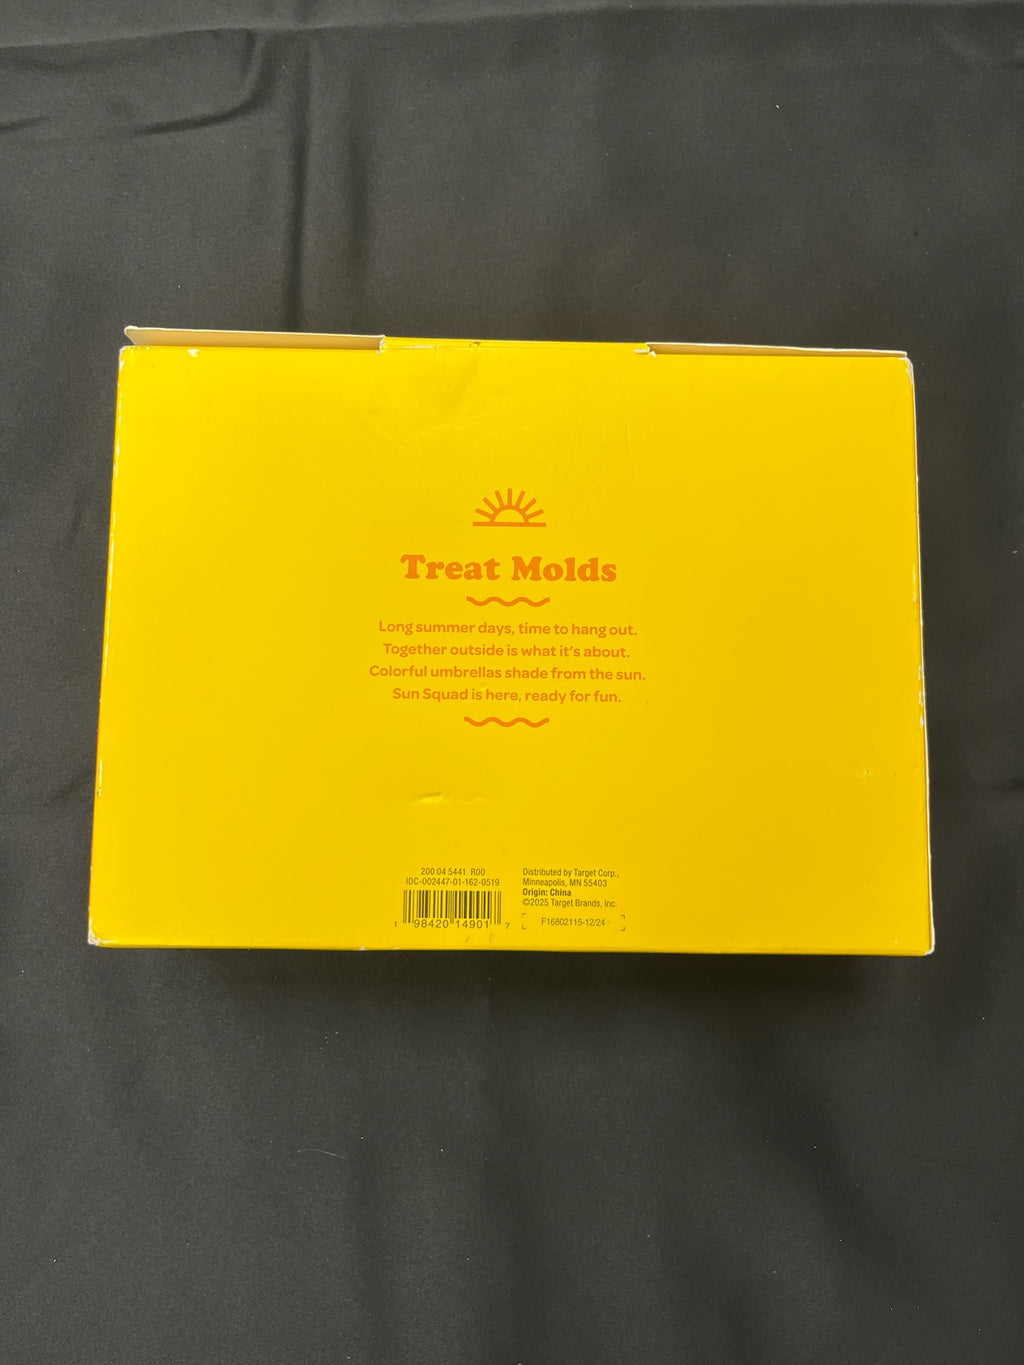 Treat Molds
Long summer days, time to hang out.
Together outside is what it's about.
Colorful umbrellas shade from the sun.
Sun Squad is here, ready for fun.
200 04 5441 R00
IDC-002447-01-162-0519
1 98420 14901 7
Distributed by Target Corp.,
Minneapolis, MN 55403
Origin: China
©2025 Target Brands, Inc.
F16802115-12/24